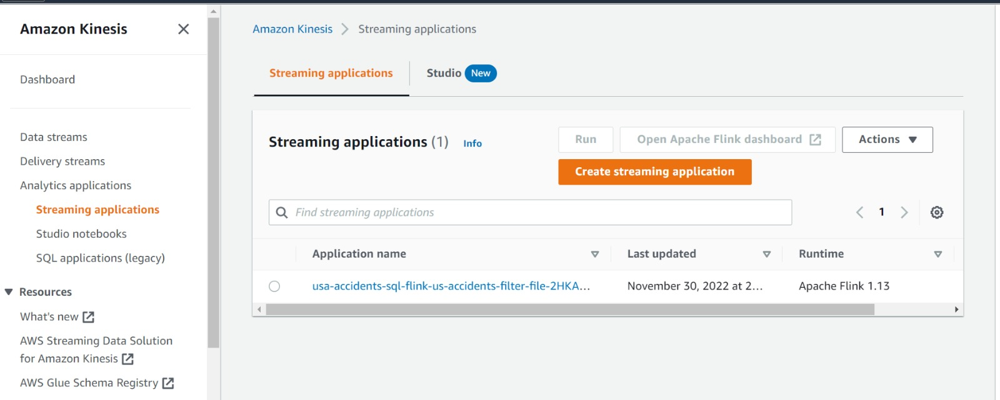 Amazon Kinesis
Dashboard
Data streams
Delivery streams
Analytics applications
Streaming applications
Studio notebooks
SQL applications (legacy)
Resources
What's new
AWS Streaming Data Solution
for Amazon Kinesis
AWS Glue Schema Registry
Amazon Kinesis > Streaming applications
Streaming applications
Studio New
Streaming applications (1) Info
Run
Open Apache Flink dashboard
Actions
Create streaming application
Find streaming applications
1
Application name Last updated Runtime
usa-accidents-sql-flink-us-accidents-filter-file-2HKA... November 30, 2022 at 2... Apache Flink 1.13